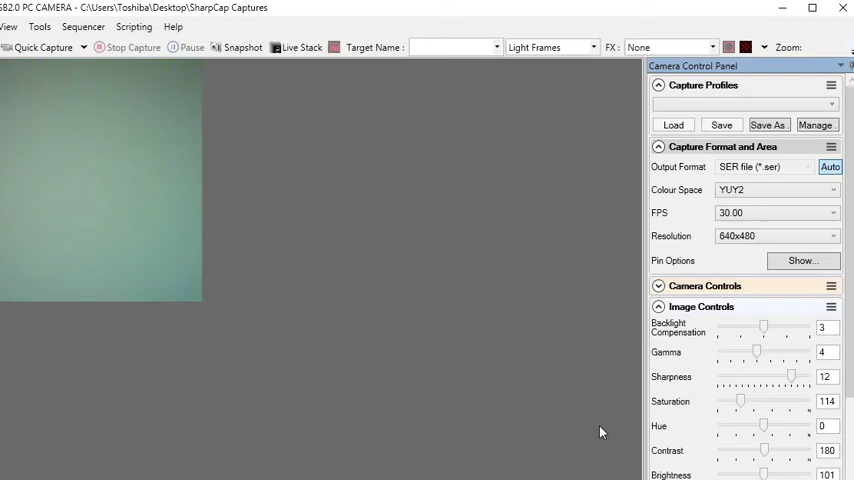 SB2.0 PC CAMERA - C:\Users\Toshiba\Desktop\SharpCap Captures
View Tools Sequencer Scripting Help
Quick Capture Stop Capture Pause Snapshot Live Stack Target Name : Light Frames FX : None Zoom:
Camera Control Panel
Capture Profiles
Load Save Save As Manage
Capture Format and Area
Output Format SER file (*.ser) Auto
Colour Space YUY2
FPS 30.00
Resolution 640x480
Pin Options Show...
Camera Controls
Image Controls
Backlight
Compensation 3
Gamma 4
Sharpness 12
Saturation 114
Hue 0
Contrast 180
Brightness 101